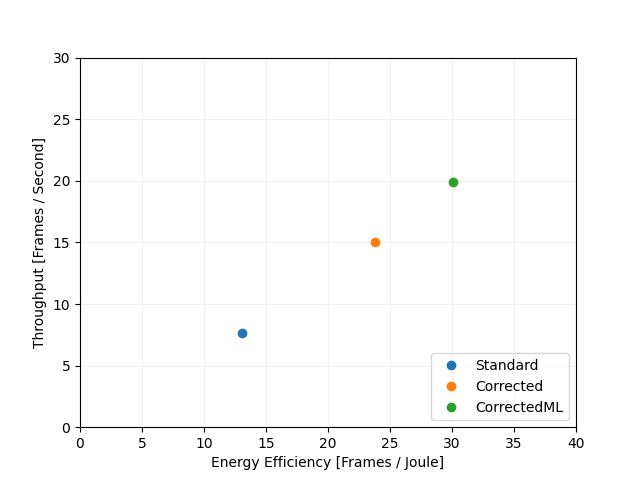 30
25
20
15
10
5
0
Throughput [Frames / Second]
Standard
Corrected
CorrectedML
0 5 10 15 20 25 30 35 40
Energy Efficiency [Frames / Joule]